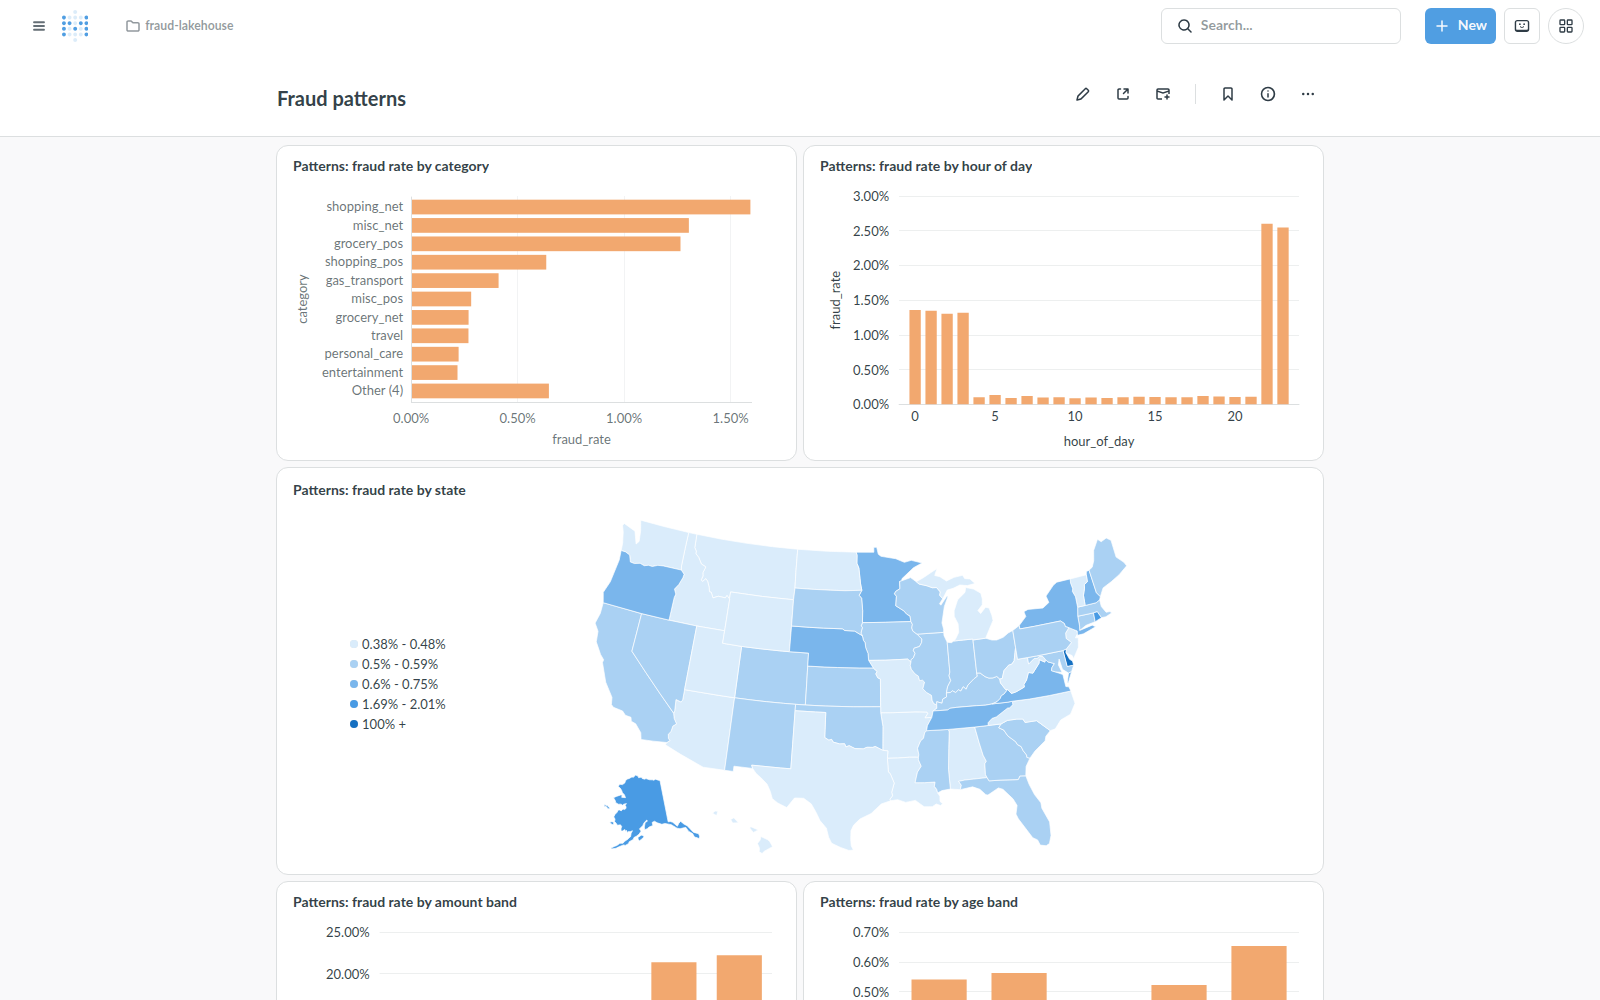 fraud-lakehouse
Search...
New
Fraud patterns
Patterns: fraud rate by category
category
shopping_net
misc_net
grocery_pos
shopping_pos
gas_transport
misc_pos
grocery_net
travel
personal_care
entertainment
Other (4)
0.00% 0.50% 1.00% 1.50%
fraud_rate
Patterns: fraud rate by hour of day
fraud_rate
3.00%
2.50%
2.00%
1.50%
1.00%
0.50%
0.00%
0 5 10 15 20
hour_of_day
Patterns: fraud rate by state
0.38% - 0.48%
0.5% - 0.59%
0.6% - 0.75%
1.69% - 2.01%
100% +
Patterns: fraud rate by amount band
25.00%
20.00%
Patterns: fraud rate by age band
0.70%
0.60%
0.50%